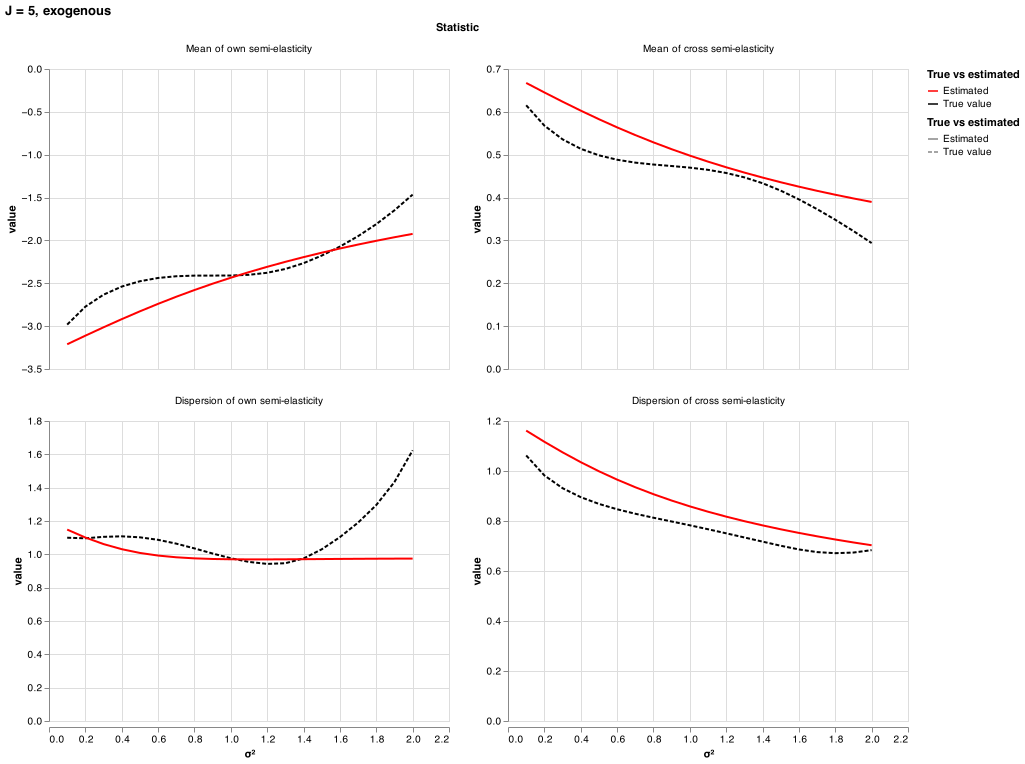 J = 5, exogenous
Statistic
Mean of own semi-elasticity
Mean of cross semi-elasticity
True vs estimated
Estimated
True value
True vs estimated
Estimated
True value
0.0
−0.5
−1.0
−1.5
−2.0
−2.5
−3.0
−3.5
value
0.7
0.6
0.5
0.4
0.3
0.2
0.1
0.0
value
Dispersion of own semi-elasticity
Dispersion of cross semi-elasticity
1.8
1.6
1.4
1.2
1.0
0.8
0.6
0.4
0.2
0.0
value
0.0 0.2 0.4 0.6 0.8 1.0 1.2 1.4 1.6 1.8 2.0 2.2
σ²
1.2
1.0
0.8
0.6
0.4
0.2
0.0
value
0.0 0.2 0.4 0.6 0.8 1.0 1.2 1.4 1.6 1.8 2.0 2.2
σ²